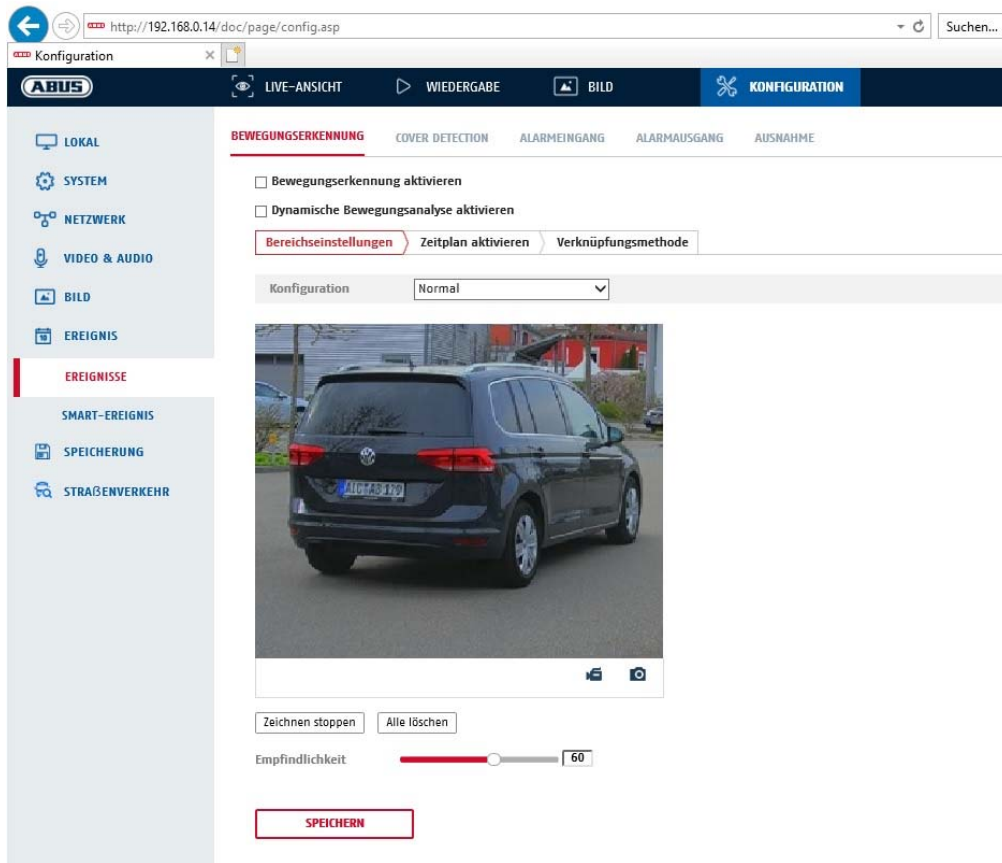 http://192.168.0.14/doc/page/config.asp
Suchen...
Konfiguration
ABUS
LIVE-ANSICHT
WIEDERGABE
BILD
KONFIGURATION
LOKAL
SYSTEM
NETZWERK
VIDEO & AUDIO
BILD
EREIGNIS
EREIGNISSE
SMART-EREIGNIS
SPEICHERUNG
STRAßENVERKEHR
BEWEGUNGSERKENNUNG
COVER DETECTION
ALARMEINGANG
ALARMAUSGANG
AUSNAHME
Bewegungserkennung aktivieren
Dynamische Bewegungsanalyse aktivieren
Bereichseinstellungen
Zeitplan aktivieren
Verknüpfungsmethode
Konfiguration
Normal
AIC AB 129
Zeichnen stoppen
Alle löschen
Empfindlichkeit
60
SPEICHERN